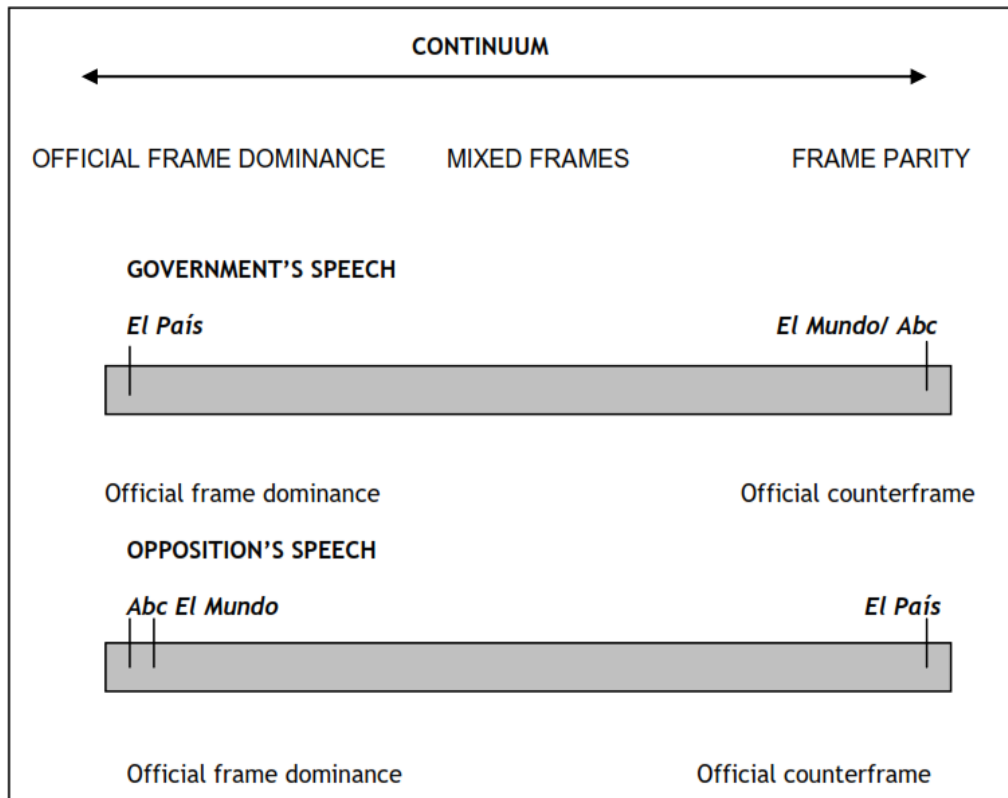 CONTINUUM
OFFICIAL FRAME DOMINANCE MIXED FRAMES FRAME PARITY
GOVERNMENT'S SPEECH
El País El Mundo/ Abc
Official frame dominance Official counterframe
OPPOSITION'S SPEECH
Abc El Mundo El País
Official frame dominance Official counterframe